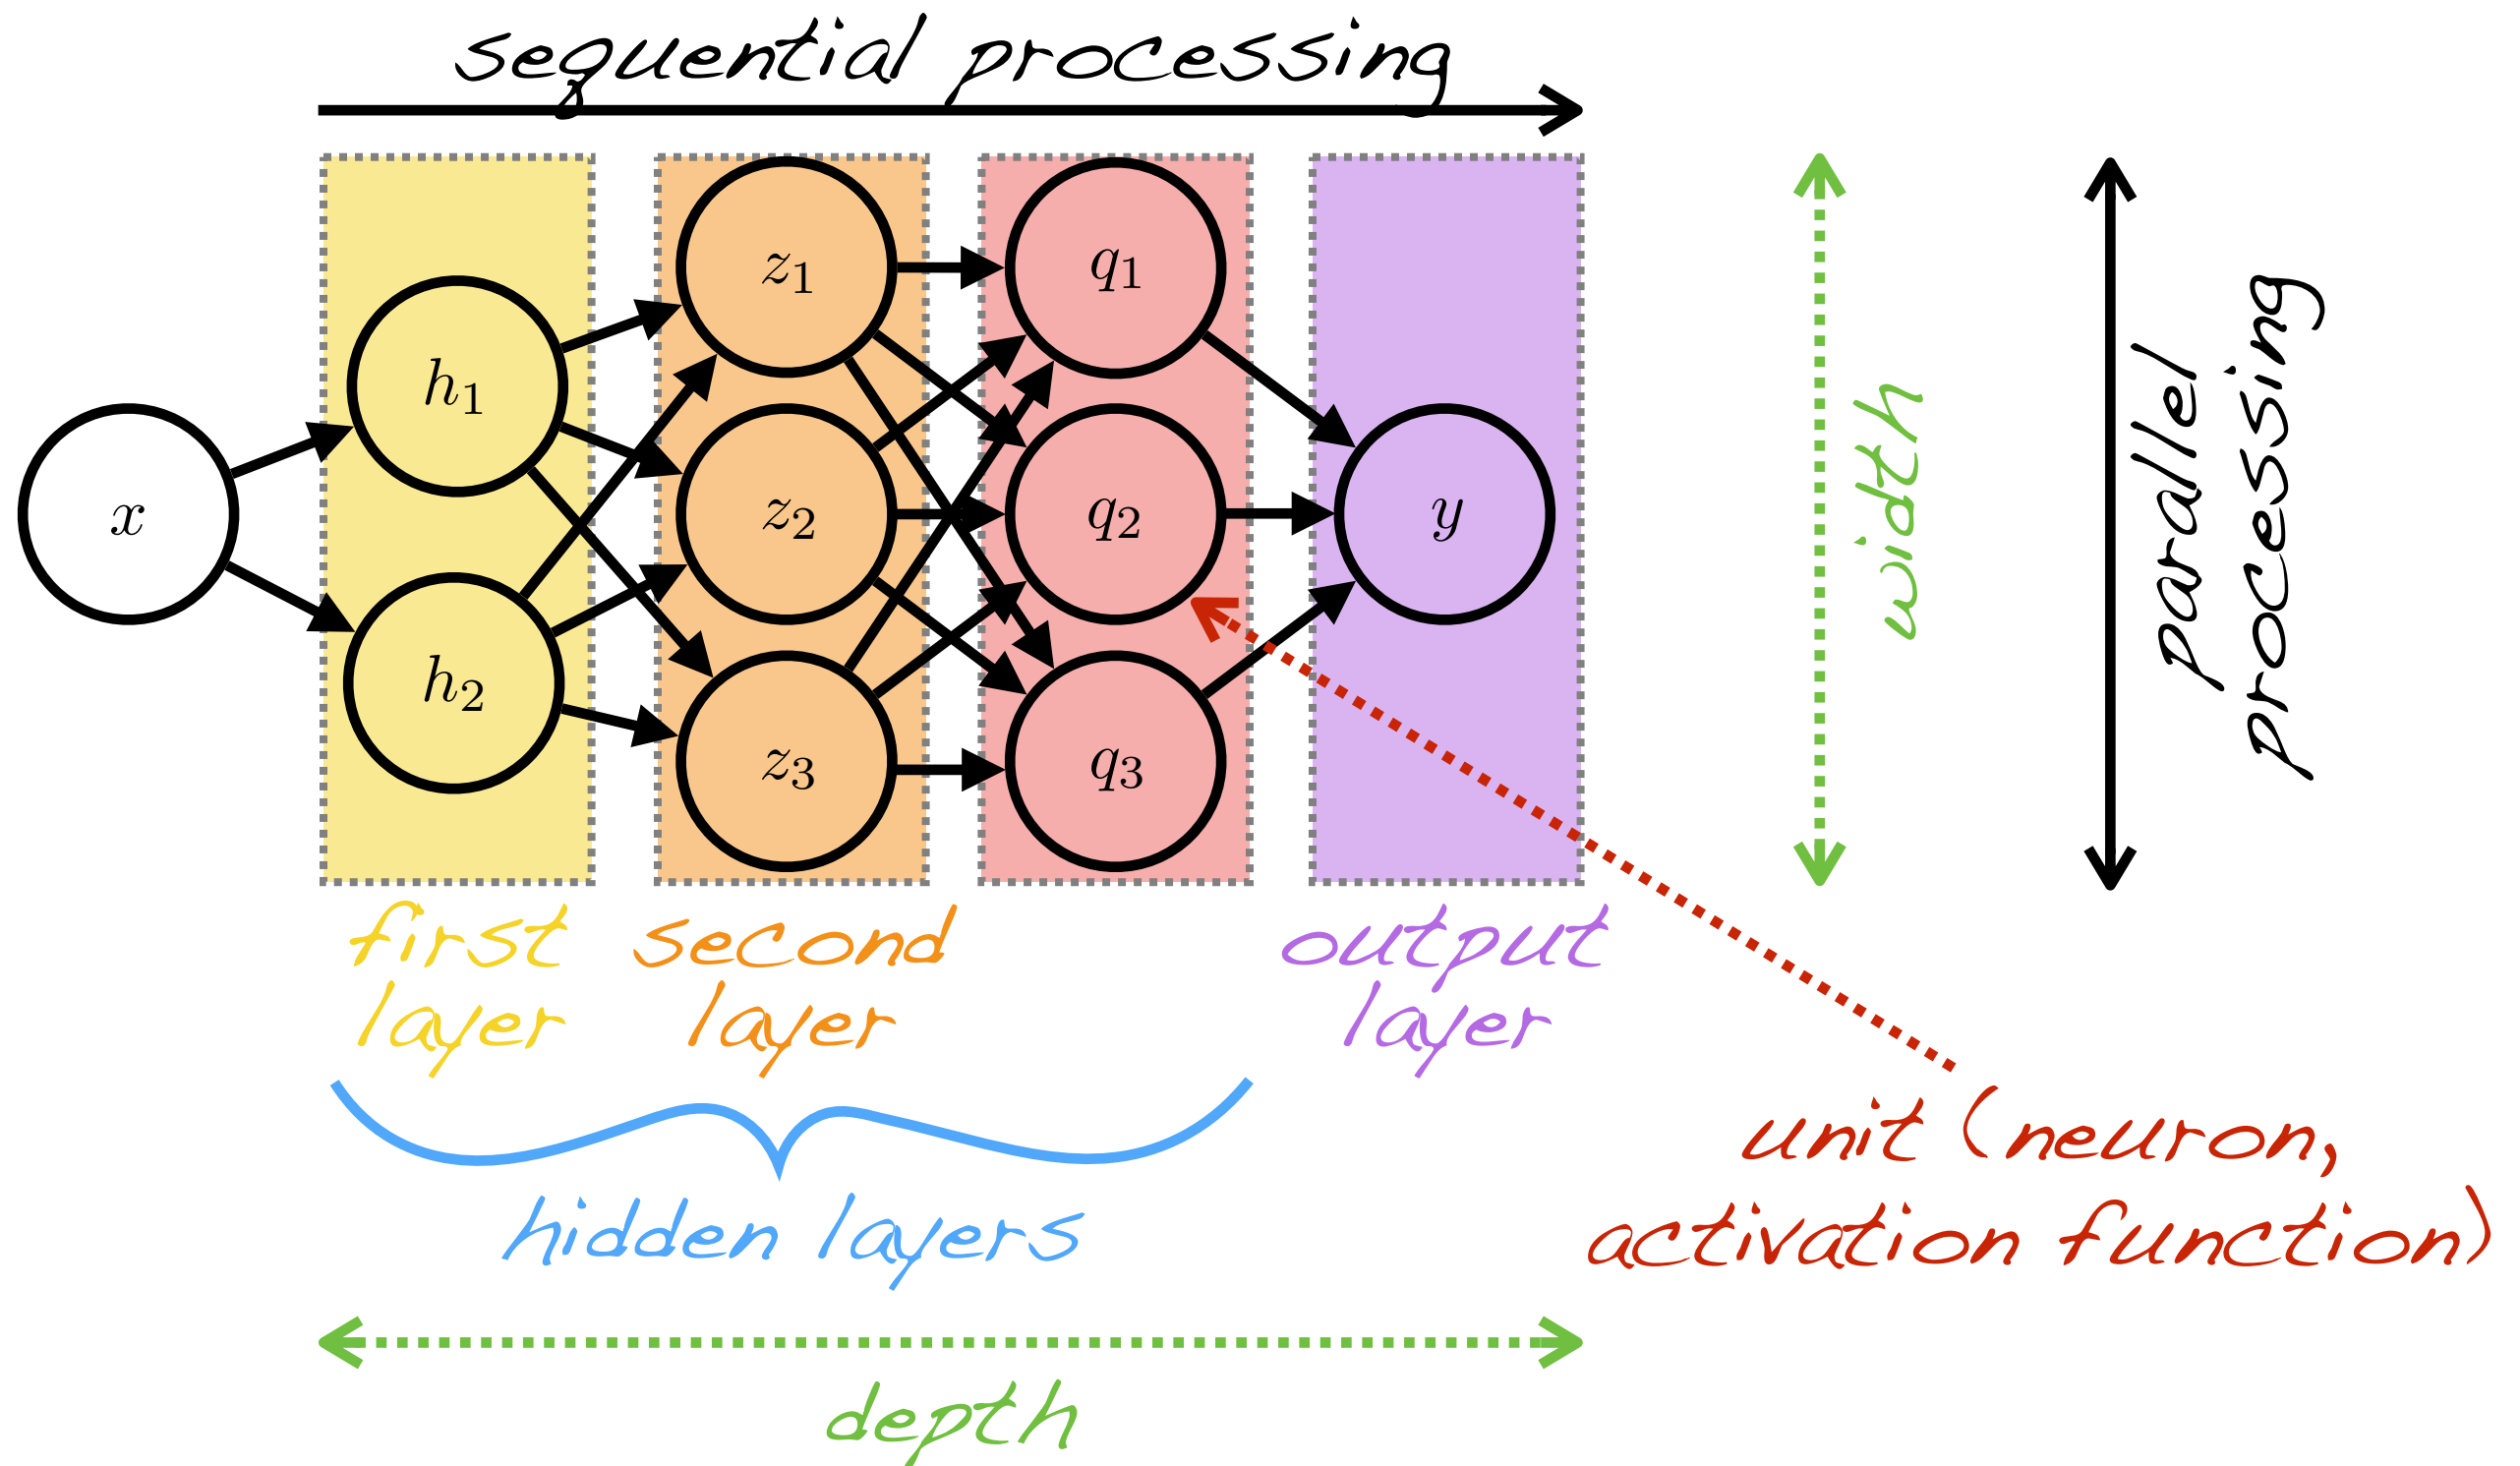 sequential processing
x
h1
h2
z1
z2
z3
q1
q2
q3
y
width
parallel
processing
first
layer
second
layer
output
layer
hidden layers
unit (neuron,
activation function)
depth